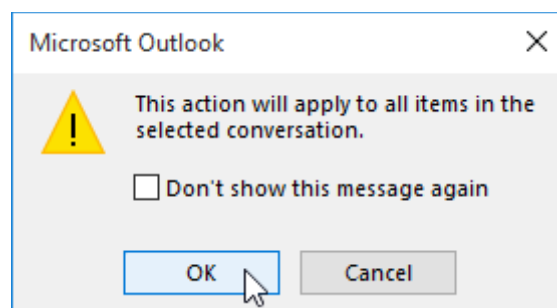 Microsoft Outlook
This action will apply to all items in the
selected conversation.
Don't show this message again
OK
Cancel